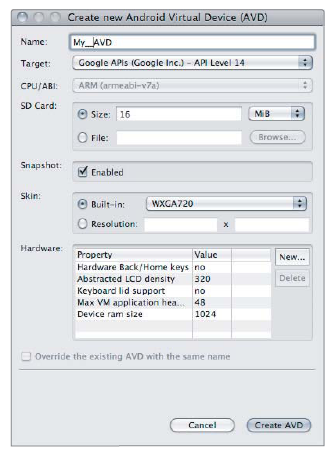 Create new Android Virtual Device (AVD)
Name: My__AVD
Target: Google APIs (Google Inc.) - API Level 14
CPU/ABI: ARM (armeabi-v7a)
SD Card:
Size: 16 MiB
File: Browse...
Snapshot:
Enabled
Skin:
Built-in: WXGA720
Resolution: x
Hardware:
Property Value New...
Hardware Back/Home keys no
Abstracted LCD density 320 Delete
Keyboard lid support no
Max VM application hea... 48
Device ram size 1024
Override the existing AVD with the same name
Cancel Create AVD